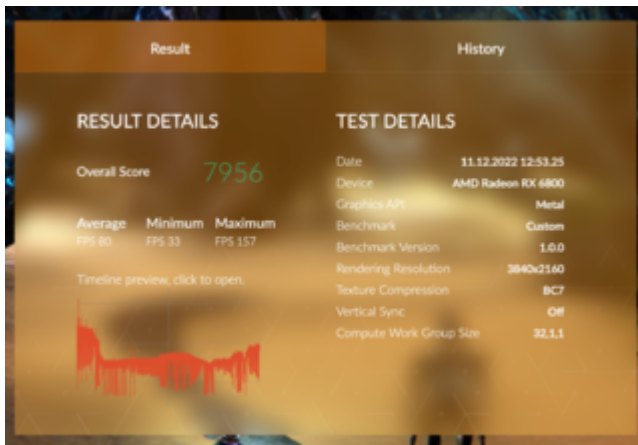 Result
History
RESULT DETAILS
Overall Score 7956
Average Minimum Maximum
FPS 80 FPS 33 FPS 157
Timeline preview, click to open.
TEST DETAILS
Date 11.12.2022 12:53.25
Device AMD Radeon RX 6800
Graphics API Metal
Benchmark Custom
Benchmark Version 1.0.0
Rendering Resolution 3840x2160
Texture Compression BC7
Vertical Sync Off
Compute Work Group Size 32,1,1